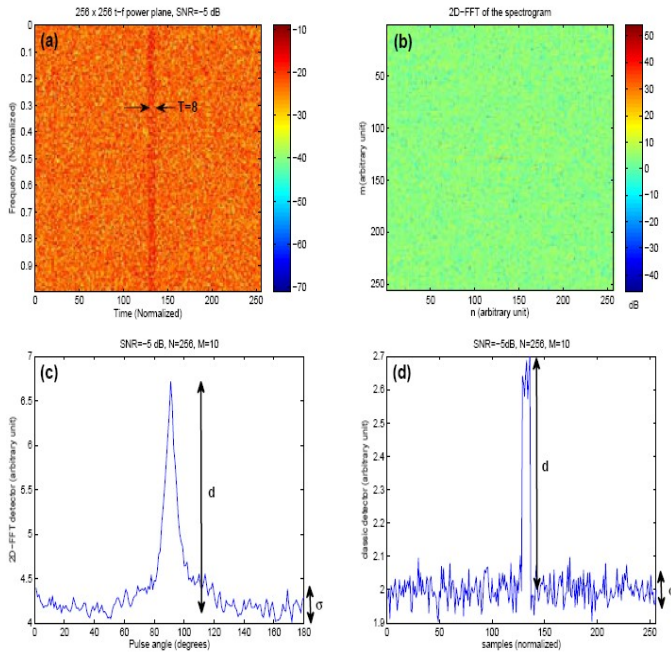 256 x 256 t-f power plane, SNR=-5 dB
(a)
T=8
0
0.1
0.2
0.3
0.4
0.5
0.6
0.7
0.8
0.9
Frequency (Normalized)
0 50 100 150 200 250
Time (Normalized)
-10
-20
-30
-40
-50
-60
-70
2D-FFT of the spectrogram
(b)
50
100
150
200
250
m (arbitrary unit)
50 100 150 200 250
n (arbitrary unit)
50
40
30
20
10
0
-10
-20
-30
-40
dB
SNR=-5 dB, N=256, M=10
(c)
7
6.5
6
5.5
5
4.5
4
2D-FFT detector (arbitrary unit)
d
σ
0 20 40 60 80 100 120 140 160 180
Pulse angle (degrees)
SNR=-5dB, N=256, M=10
(d)
2.7
2.6
2.5
2.4
2.3
2.2
2.1
2
1.9
classic detector (arbitrary unit)
d
0 50 100 150 200 250
samples (normalized)